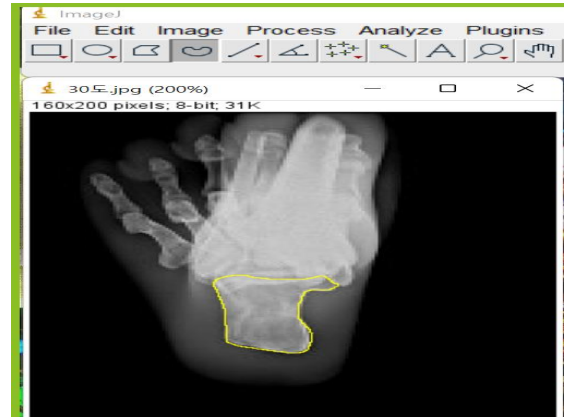 ImageJ
File Edit Image Process Analyze Plugins
A
30도.jpg (200%)
160x200 pixels; 8-bit; 31K